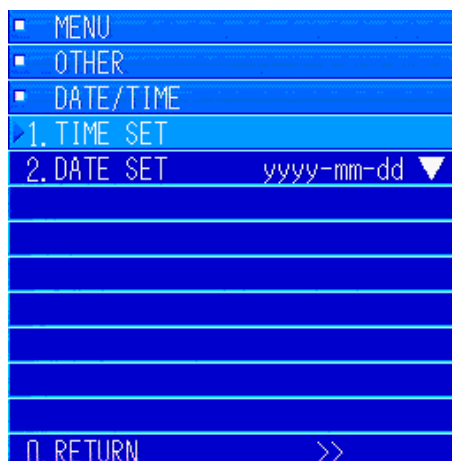 MENU
OTHER
DATE/TIME
1. TIME SET
2. DATE SET yyyy-mm-dd ▼
0. RETURN >>